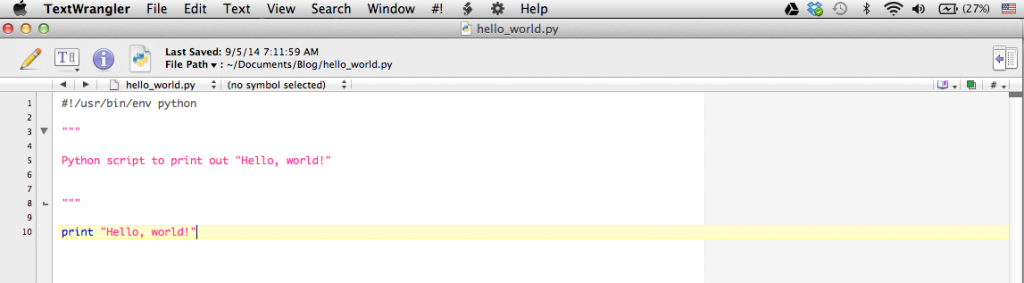 TextWrangler File Edit Text View Search Window #! Help (27%)
hello_world.py
Last Saved: 9/5/14 7:11:59 AM
File Path ▾ : ~/Documents/Blog/hello_world.py
hello_world.py (no symbol selected) #
1 #!/usr/bin/env python
2
3 """
4
5 Python script to print out "Hello, world!"
6
7
8 """
9
10 print "Hello, world!"